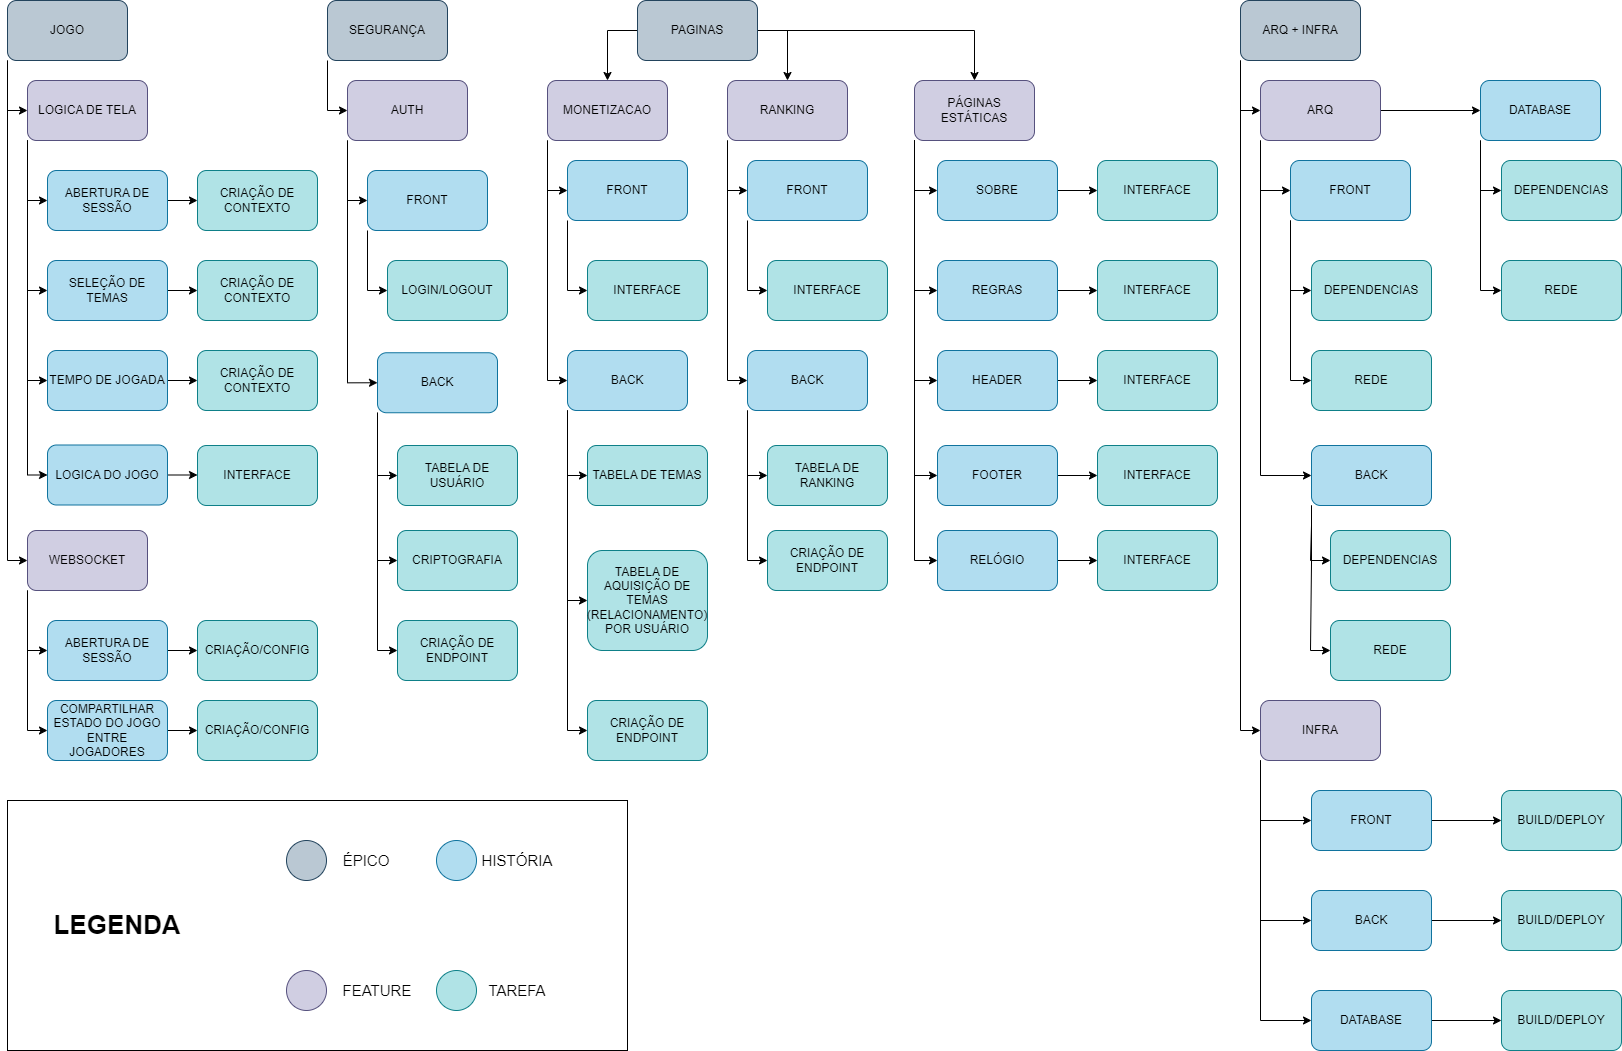 JOGO
LOGICA DE TELA
ABERTURA DE
SESSÃO
CRIAÇÃO DE
CONTEXTO
SELEÇÃO DE
TEMAS
CRIAÇÃO DE
CONTEXTO
TEMPO DE JOGADA
CRIAÇÃO DE
CONTEXTO
LOGICA DO JOGO
INTERFACE
WEBSOCKET
ABERTURA DE
SESSÃO
CRIAÇÃO/CONFIG
COMPARTILHAR
ESTADO DO JOGO
ENTRE
JOGADORES
CRIAÇÃO/CONFIG
SEGURANÇA
AUTH
FRONT
LOGIN/LOGOUT
BACK
TABELA DE
USUÁRIO
CRIPTOGRAFIA
CRIAÇÃO DE
ENDPOINT
PAGINAS
MONETIZACAO
FRONT
INTERFACE
BACK
TABELA DE TEMAS
TABELA DE
AQUISIÇÃO DE
TEMAS
(RELACIONAMENTO)
POR USUÁRIO
CRIAÇÃO DE
ENDPOINT
RANKING
FRONT
INTERFACE
BACK
TABELA DE
RANKING
CRIAÇÃO DE
ENDPOINT
PÁGINAS
ESTÁTICAS
SOBRE
INTERFACE
REGRAS
INTERFACE
HEADER
INTERFACE
FOOTER
INTERFACE
RELÓGIO
INTERFACE
ARQ + INFRA
ARQ
DATABASE
DEPENDENCIAS
REDE
FRONT
DEPENDENCIAS
REDE
BACK
DEPENDENCIAS
REDE
INFRA
FRONT
BUILD/DEPLOY
BACK
BUILD/DEPLOY
DATABASE
BUILD/DEPLOY
LEGENDA
ÉPICO
HISTÓRIA
FEATURE
TAREFA